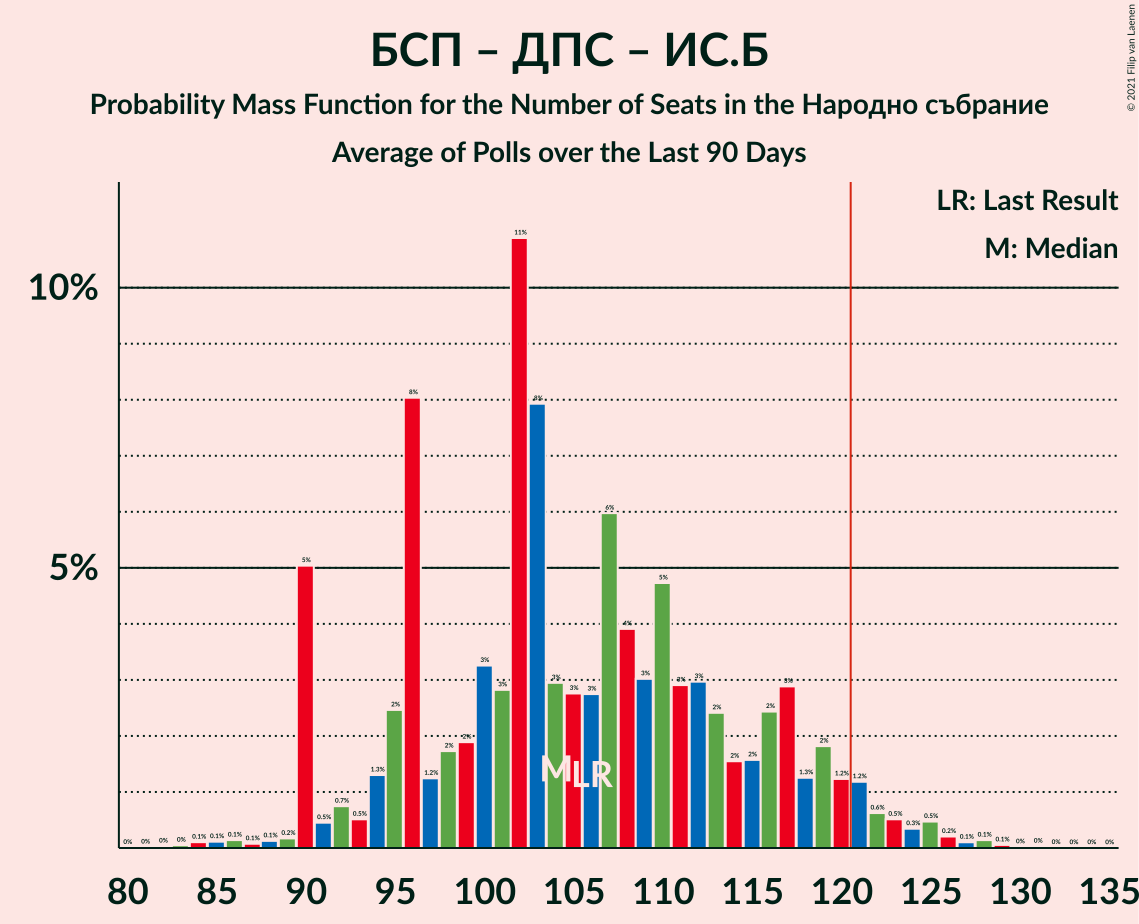 БСП – ДПС – ИС.Б
Probability Mass Function for the Number of Seats in the Народно събрание
Average of Polls over the Last 90 Days
© 2021 Filip van Laenen
LR: Last Result
M: Median
10%
5%
0% 0% 0% 0% 0.1% 0.1% 0.1% 0.1% 0.1% 0.2% 5% 0.5% 0.7% 0.5% 1.3% 2% 8% 1.2% 2% 2% 3% 3% 11% 8% 3% 3% 3% 6% 4% 3% 5% 3% 3% 2% 2% 2% 2% 3% 1.3% 2% 1.2% 1.2% 0.6% 0.5% 0.3% 0.5% 0.2% 0.1% 0.1% 0.1% 0% 0% 0% 0% 0% 0%
M LR
80 85 90 95 100 105 110 115 120 125 130 135